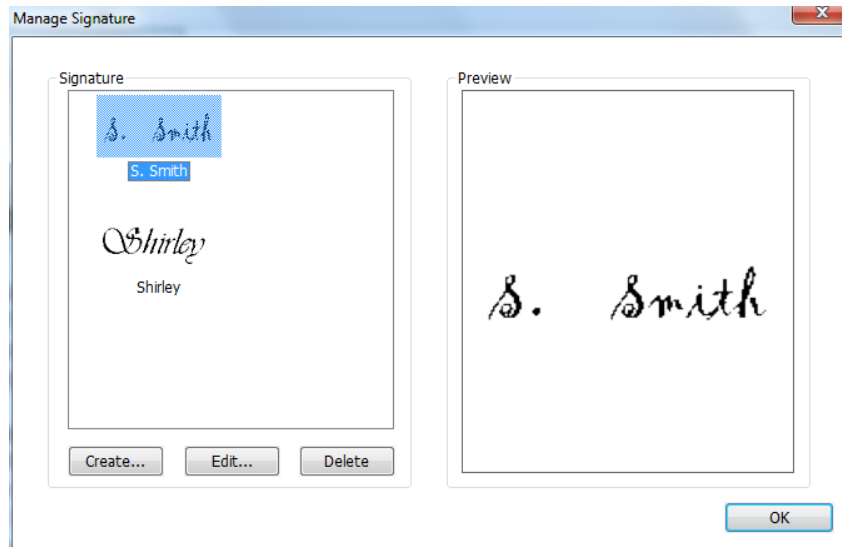 Manage Signature
Signature
Preview
S. Smith
S. Smith
Shirley
Shirley
S. Smith
Create...
Edit...
Delete
OK